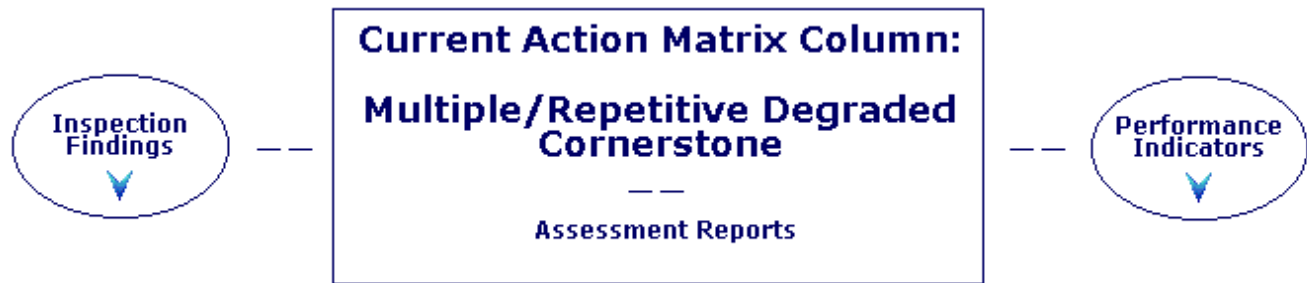 Current Action Matrix Column:
Multiple/Repetitive Degraded
Cornerstone
Assessment Reports
Inspection
Findings
Performance
Indicators